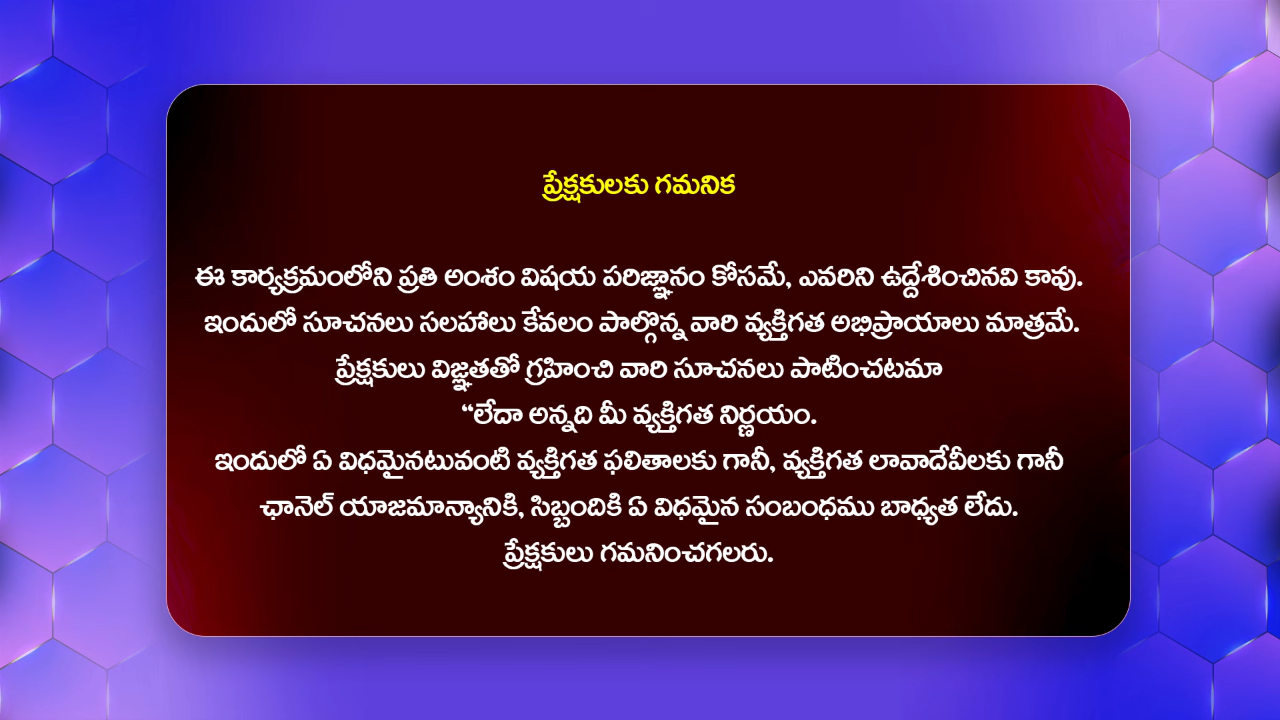 ప్రేక్షకులకు గమనిక
ఈ కార్యక్రమంలోని ప్రతి అంశం విషయ పరిజ్ఞానం కోసమే, ఎవరిని ఉద్దేశించినవి కావు.
ఇందులో సూచనలు సలహాలు కేవలం పాల్గొన్న వారి వ్యక్తిగత అభిప్రాయాలు మాత్రమే.
ప్రేక్షకులు విజ్ఞతతో గ్రహించి వారి సూచనలు పాటించటమా
“లేదా అన్నది మీ వ్యక్తిగత నిర్ణయం.
ఇందులో ఏ విధమైనటువంటి వ్యక్తిగత ఫలితాలకు గానీ, వ్యక్తిగత లావాదేవీలకు గానీ
ఛానెల్ యాజమాన్యానికి, సిబ్బందికి ఏ విధమైన సంబంధము బాధ్యత లేదు.
ప్రేక్షకులు గమనించగలరు.